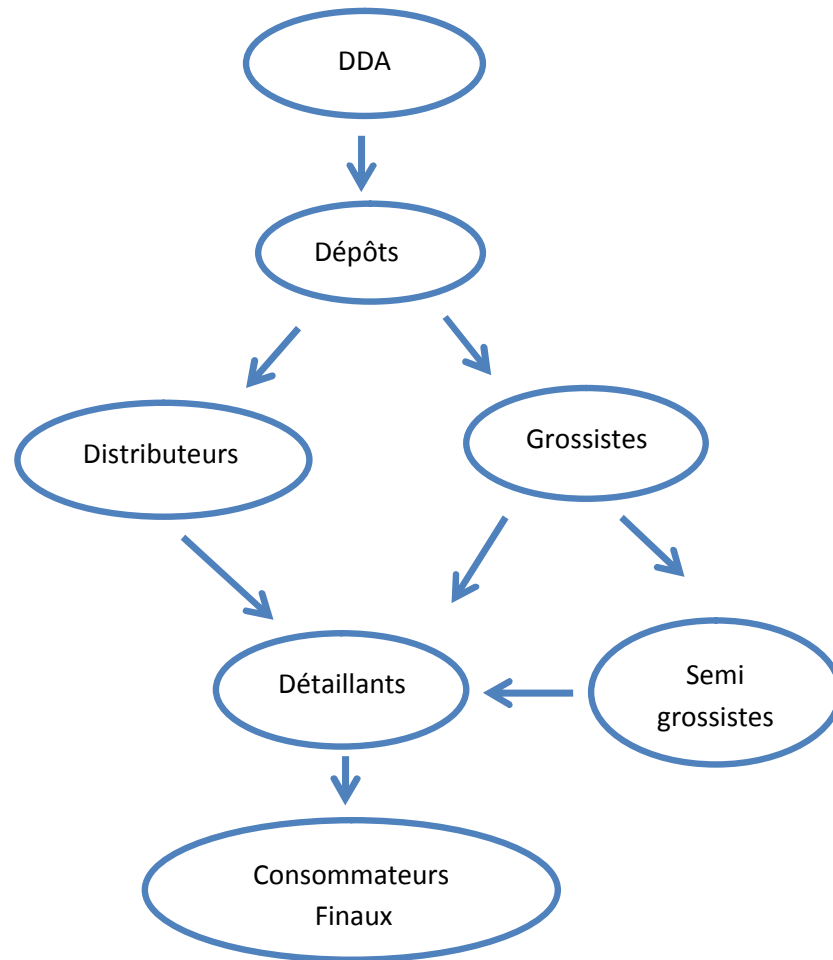 DDA
Dépôts
Distributeurs
Grossistes
Détaillants
Semi
grossistes
Consommateurs
Finaux